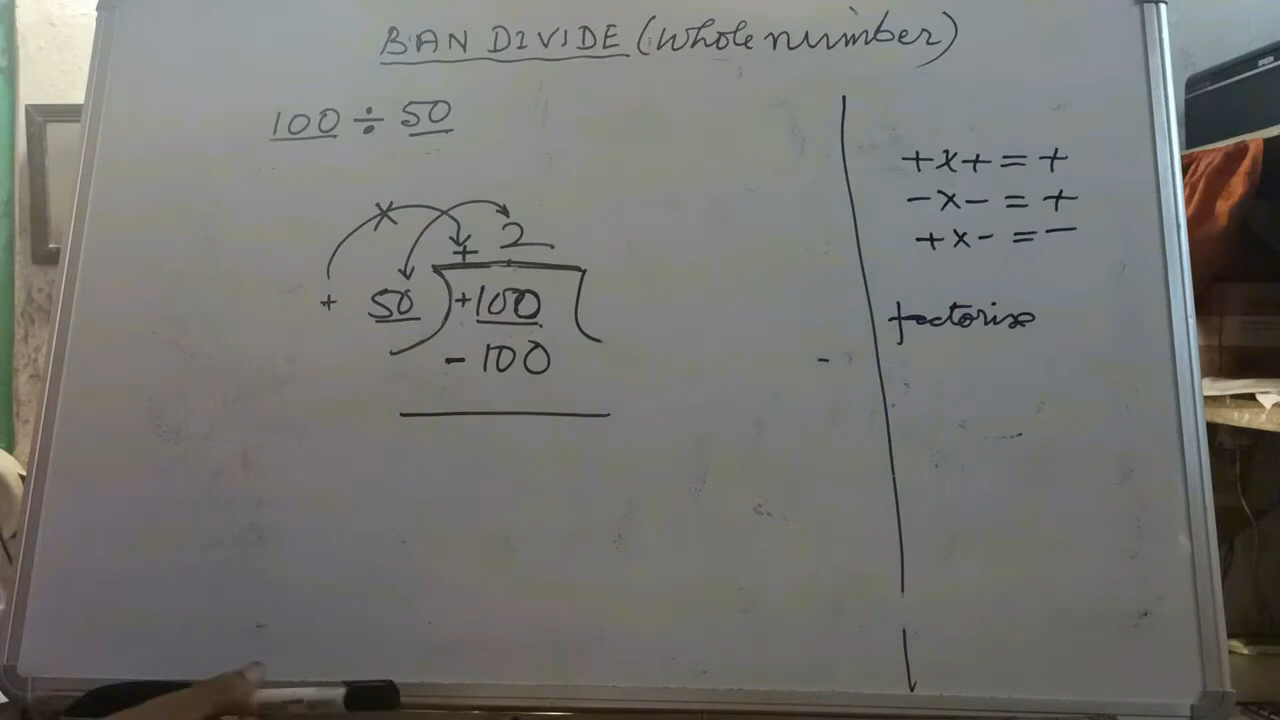 BAN DIVIDE (Whole number)
100 ÷ 50
×
+ 2
+ 50 ) +100
- 100
-
+ x + = +
- x - = +
+ x - = -
factorise